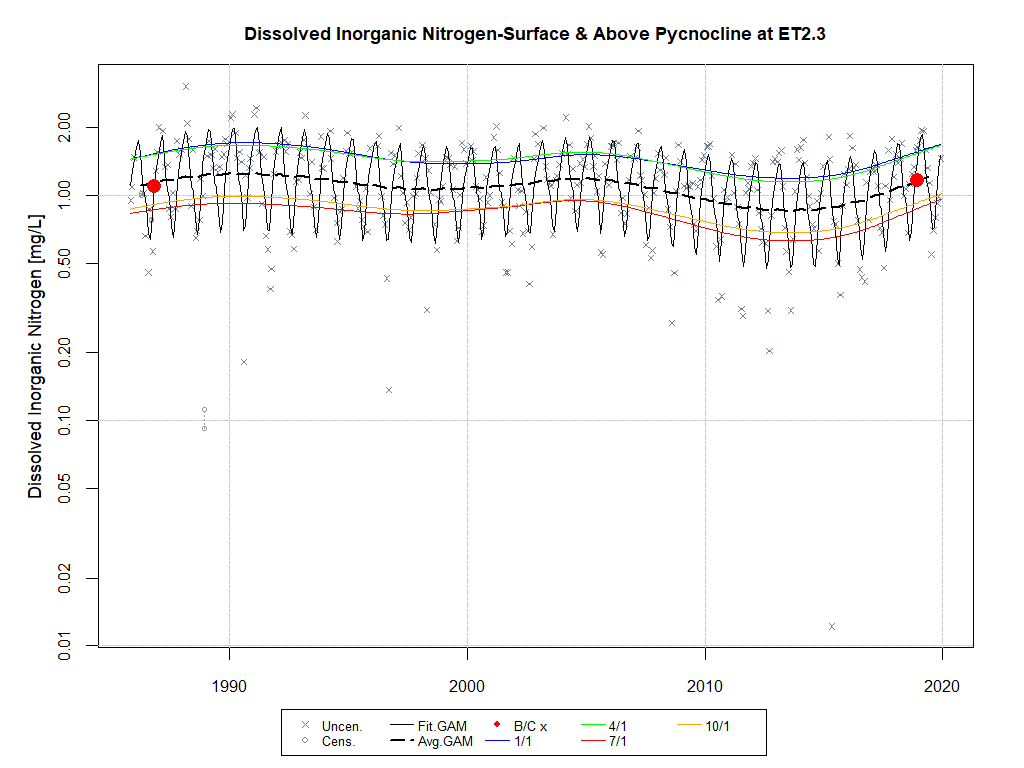 Dissolved Inorganic Nitrogen-Surface & Above Pycnocline at ET2.3
Dissolved Inorganic Nitrogen [mg/L]
2.00
1.00
0.50
0.20
0.10
0.05
0.02
0.01
1990 2000 2010 2020
Uncen. Fit.GAM B/C x 4/1 10/1
Cens. Avg.GAM 1/1 7/1